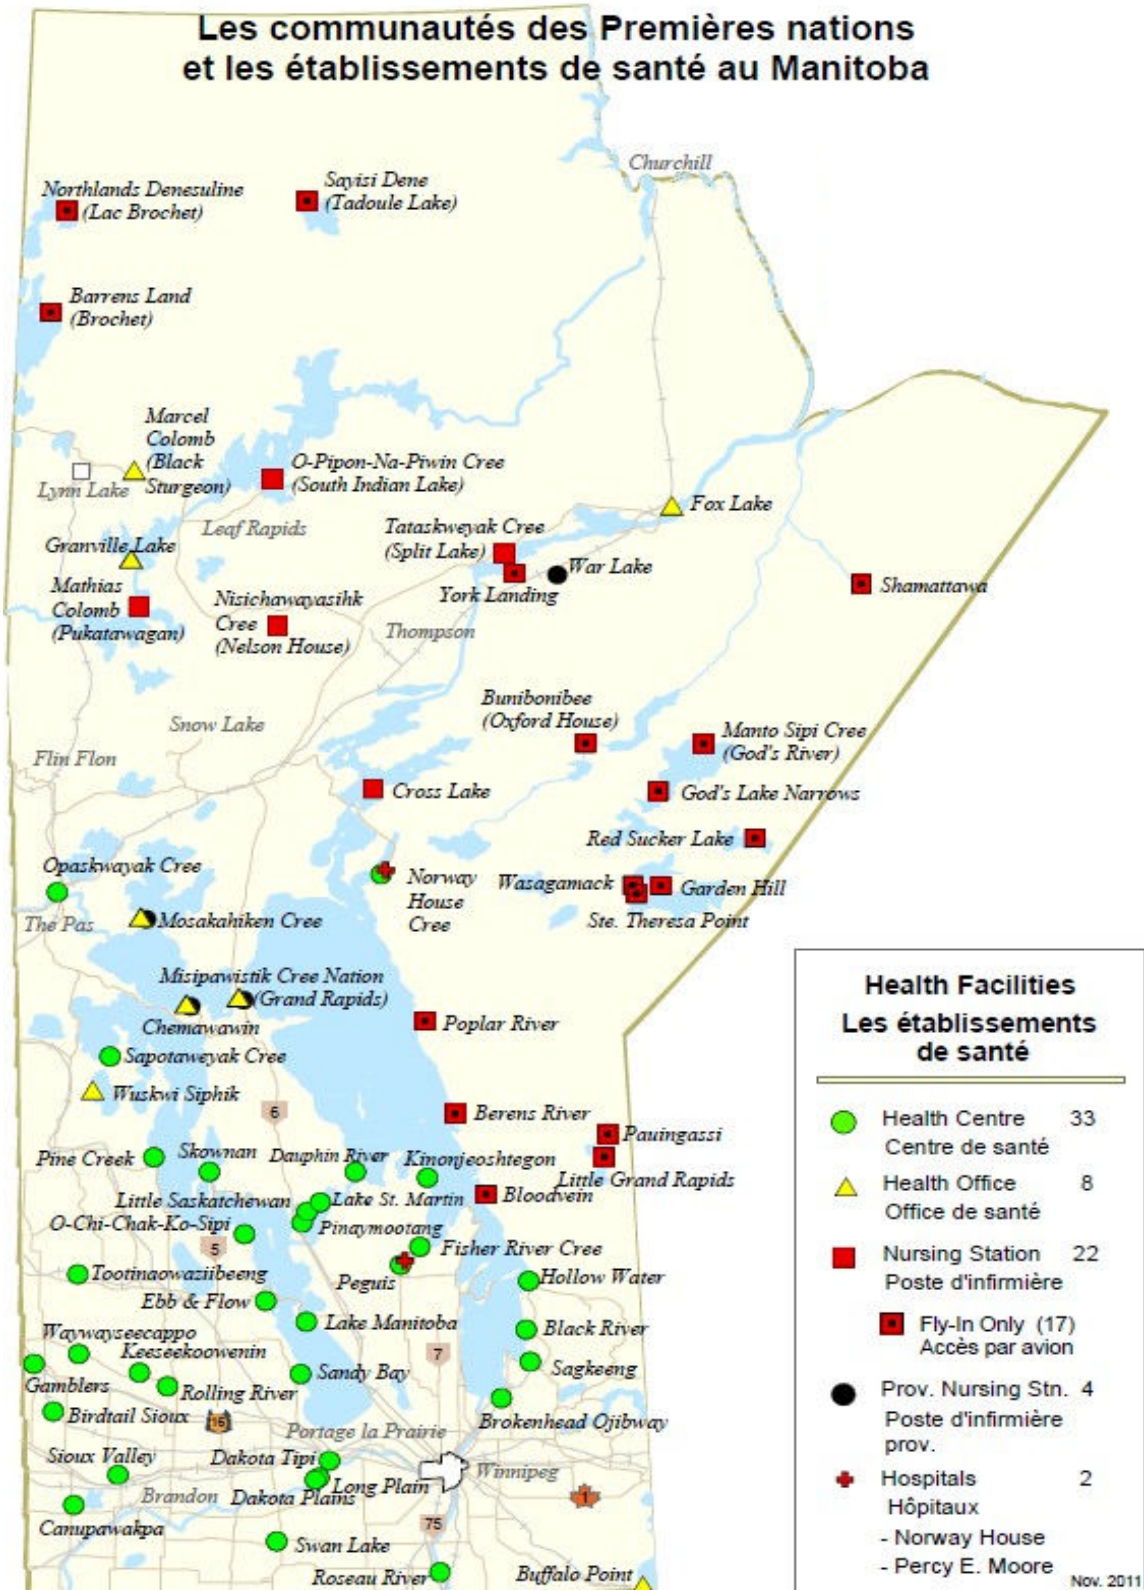 Les communautés des Premières nations
et les établissements de santé au Manitoba
Churchill
Northlands Denesuline
(Lac Brochet)
Sayisi Dene
(Tadoule Lake)
Barrens Land
(Brochet)
Marcel
Colomb
(Black
Sturgeon)
Lynn Lake
O-Pipon-Na-Piwin Cree
(South Indian Lake)
Leaf Rapids
Fox Lake
Tataskweyak Cree
(Split Lake)
Granville Lake
War Lake
York Landing
Shamattawa
Mathias
Colomb
(Pukatawagan)
Nisichawayasihk
Cree
(Nelson House)
Thompson
Bunibonibee
(Oxford House)
Snow Lake
Manto Sipi Cree
(God's River)
Flin Flon
Cross Lake
God's Lake Narrows
Red Sucker Lake
Opaskwayak Cree
Norway
House
Cree
Wasagamack
Garden Hill
The Pas
Mosakahiken Cree
Ste. Theresa Point
Misipawistik Cree Nation
(Grand Rapids)
Chemawawin
Poplar River
Sapotaweyak Cree
Wuskwi Siphik
6
Berens River
Pauingassi
Pine Creek
Skownan
Dauphin River
Kinonjeoshtegon
Little Grand Rapids
Little Saskatchewan
Lake St. Martin
Bloodvein
O-Chi-Chak-Ko-Sipi
Pinaymootang
5
Fisher River Cree
Tootinaowaziibeeng
Peguis
Hollow Water
Ebb & Flow
Lake Manitoba
Black River
Waywayseecappo
Keeseekoowenin
7
Sandy Bay
Sagkeeng
Gamblers
Rolling River
Birdtail Sioux
16
Brokenhead Ojibway
Portage la Prairie
Sioux Valley
Dakota Tipi
Winnipeg
Long Plain
Brandon
Dakota Plains
1
Canupawakpa
75
Swan Lake
Roseau River
Buffalo Point
Health Facilities
Les établissements
de santé
Health Centre 33
Centre de santé
Health Office 8
Office de santé
Nursing Station 22
Poste d'infirmière
Fly-In Only (17)
Accès par avion
Prov. Nursing Stn. 4
Poste d'infirmière
prov.
Hospitals 2
Hôpitaux
- Norway House
- Percy E. Moore
Nov. 2011